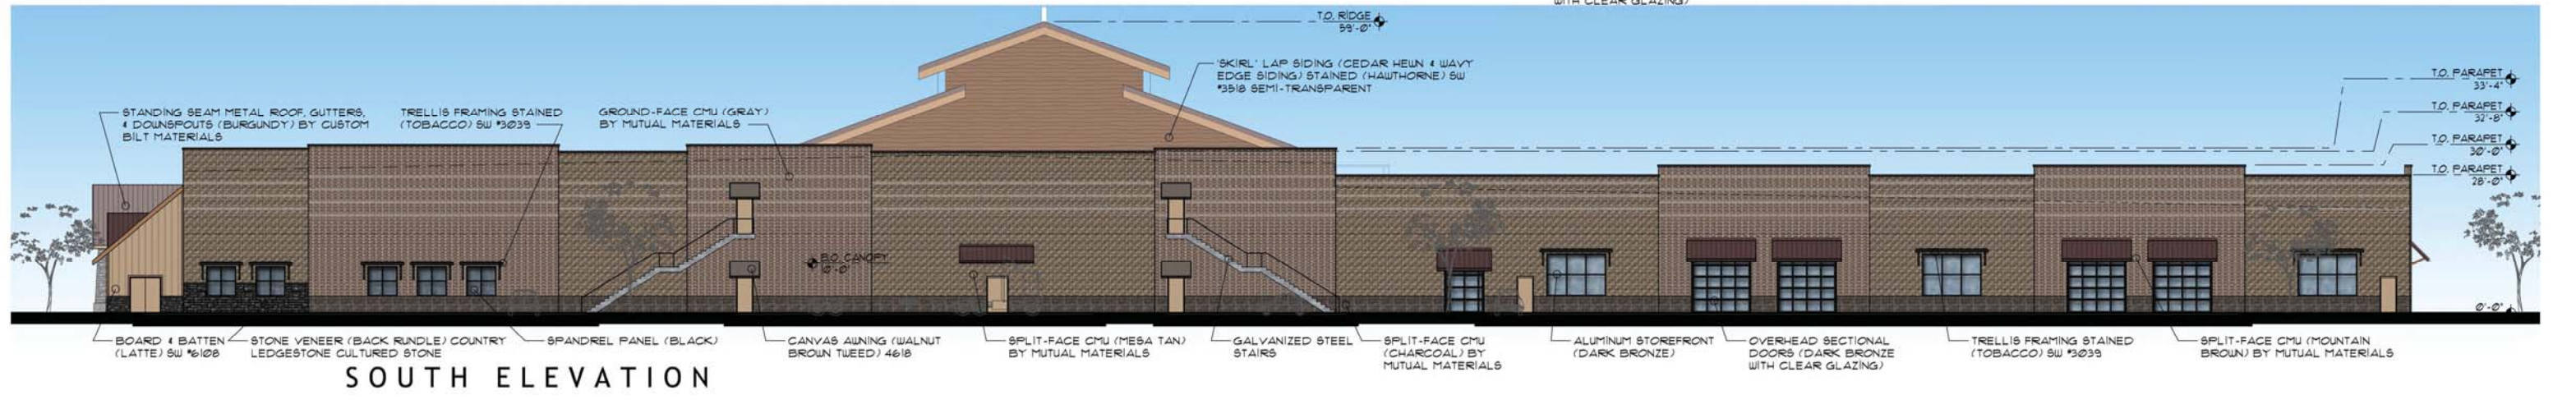 WITH CLEAR GLAZING)
T.O. RIDGE
59'-0"
'SKIRL' LAP SIDING (CEDAR HEWN & WAVY
EDGE SIDING) STAINED (HAWTHORNE) SW
#3518 SEMI-TRANSPARENT
T.O. PARAPET
33'-4"
T.O. PARAPET
32'-8"
T.O. PARAPET
30'-0"
T.O. PARAPET
28'-0"
STANDING SEAM METAL ROOF, GUTTERS,
& DOWNSPOUTS (BURGUNDY) BY CUSTOM
BILT MATERIALS
TRELLIS FRAMING STAINED
(TOBACCO) SW #3039
GROUND-FACE CMU (GRAY)
BY MUTUAL MATERIALS
B.O. CANOPY
0'-0"
BOARD & BATTEN
(LATTE) SW #6108
STONE VENEER (BACK RUNDLE) COUNTRY
LEDGESTONE CULTURED STONE
SPANDREL PANEL (BLACK)
CANVAS AWNING (WALNUT
BROWN TWEED) 4618
SPLIT-FACE CMU (MESA TAN)
BY MUTUAL MATERIALS
GALVANIZED STEEL
STAIRS
SPLIT-FACE CMU
(CHARCOAL) BY
MUTUAL MATERIALS
ALUMINUM STOREFRONT
(DARK BRONZE)
OVERHEAD SECTIONAL
DOORS (DARK BRONZE
WITH CLEAR GLAZING)
TRELLIS FRAMING STAINED
(TOBACCO) SW #3039
SPLIT-FACE CMU (MOUNTAIN
BROWN) BY MUTUAL MATERIALS
0'-0"
SOUTH ELEVATION